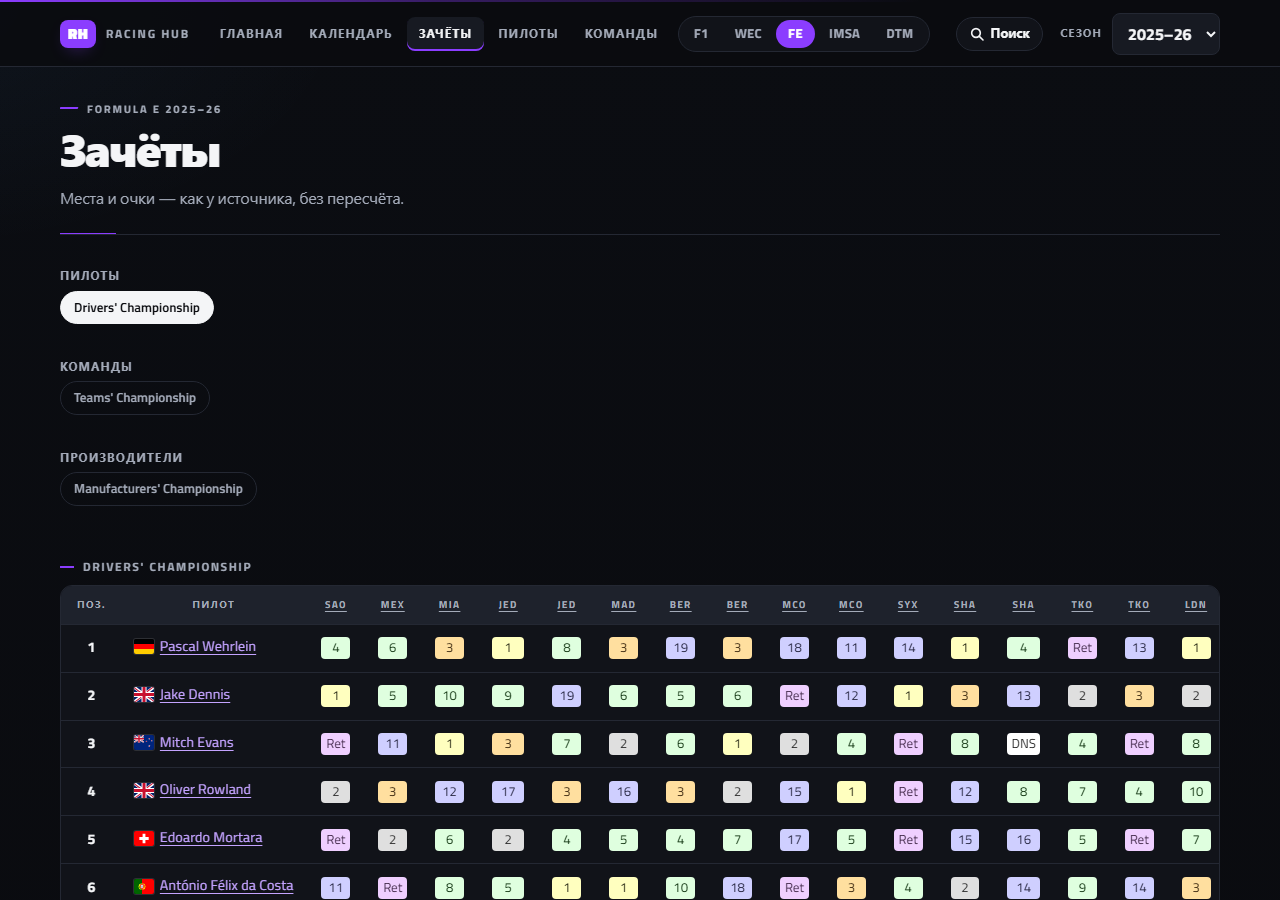 RH RACING HUB ГЛАВНАЯ КАЛЕНДАРЬ ЗАЧЁТЫ ПИЛОТЫ КОМАНДЫ F1 WEC FE IMSA DTM Поиск СЕЗОН 2025–26
FORMULA E 2025–26
Зачёты
Места и очки — как у источника, без пересчёта.
ПИЛОТЫ
Drivers' Championship
КОМАНДЫ
Teams' Championship
ПРОИЗВОДИТЕЛИ
Manufacturers' Championship
DRIVERS' CHAMPIONSHIP
ПОЗ. ПИЛОТ SAO MEX MIA JED JED MAD BER BER MCO MCO SYX SHA SHA TKO TKO LDN
1 Pascal Wehrlein 4 6 3 1 8 3 19 3 18 11 14 1 4 Ret 13 1
2 Jake Dennis 1 5 10 9 19 6 5 6 Ret 12 1 3 13 2 3 2
3 Mitch Evans Ret 11 1 3 7 2 6 1 2 4 Ret 8 DNS 4 Ret 8
4 Oliver Rowland 2 3 12 17 3 16 3 2 15 1 Ret 12 8 7 4 10
5 Edoardo Mortara Ret 2 6 2 4 5 4 7 17 5 Ret 15 16 5 Ret 7
6 António Félix da Costa 11 Ret 8 5 1 1 10 18 Ret 3 4 2 14 9 14 3